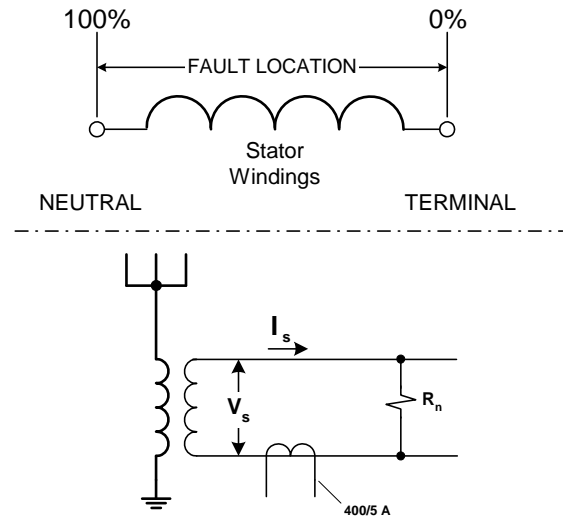 100% 0%
FAULT LOCATION
Stator
Windings
NEUTRAL TERMINAL
I s
V s
R n
400/5 A